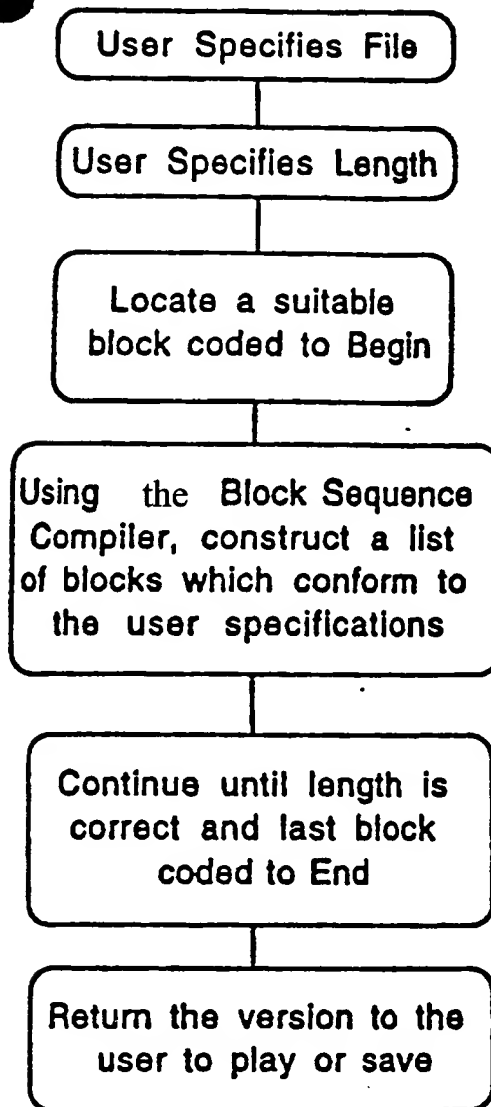 User Specifies File
User Specifies Length
Locate a suitable
block coded to Begin
Using the Block Sequence
Compiler, construct a list
of blocks which conform to
the user specifications
Continue until length is
correct and last block
coded to End
Return the version to the
user to play or save